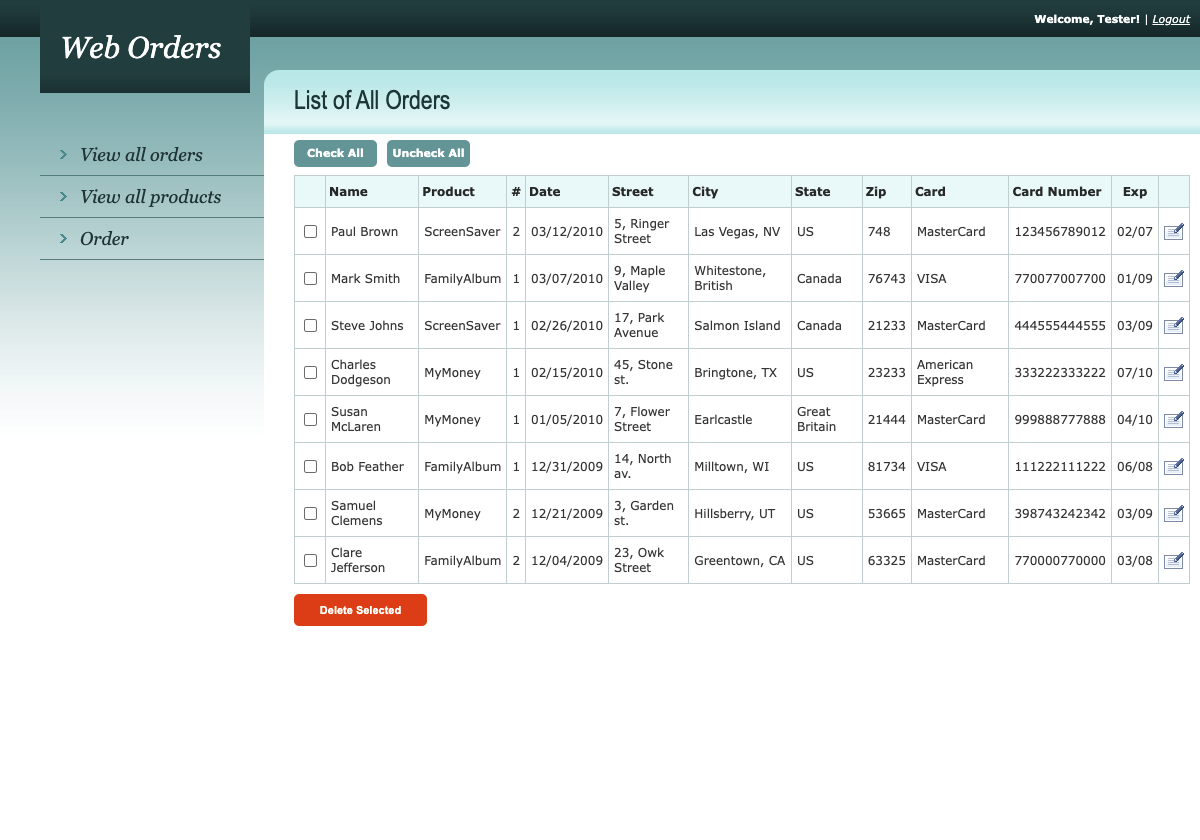 Welcome, Tester! | Logout
Web Orders
List of All Orders
View all orders
View all products
Order
Check All Uncheck All
Name Product # Date Street City State Zip Card Card Number Exp
Paul Brown ScreenSaver 2 03/12/2010 5, Ringer Street Las Vegas, NV US 748 MasterCard 123456789012 02/07
Mark Smith FamilyAlbum 1 03/07/2010 9, Maple Valley Whitestone, British Canada 76743 VISA 770077007700 01/09
Steve Johns ScreenSaver 1 02/26/2010 17, Park Avenue Salmon Island Canada 21233 MasterCard 444555444555 03/09
Charles Dodgeson MyMoney 1 02/15/2010 45, Stone st. Bringtone, TX US 23233 American Express 333222333222 07/10
Susan McLaren MyMoney 1 01/05/2010 7, Flower Street Earlcastle Great Britain 21444 MasterCard 999888777888 04/10
Bob Feather FamilyAlbum 1 12/31/2009 14, North av. Milltown, WI US 81734 VISA 111222111222 06/08
Samuel Clemens MyMoney 2 12/21/2009 3, Garden st. Hillsberry, UT US 53665 MasterCard 398743242342 03/09
Clare Jefferson FamilyAlbum 2 12/04/2009 23, Owk Street Greentown, CA US 63325 MasterCard 770000770000 03/08
Delete Selected